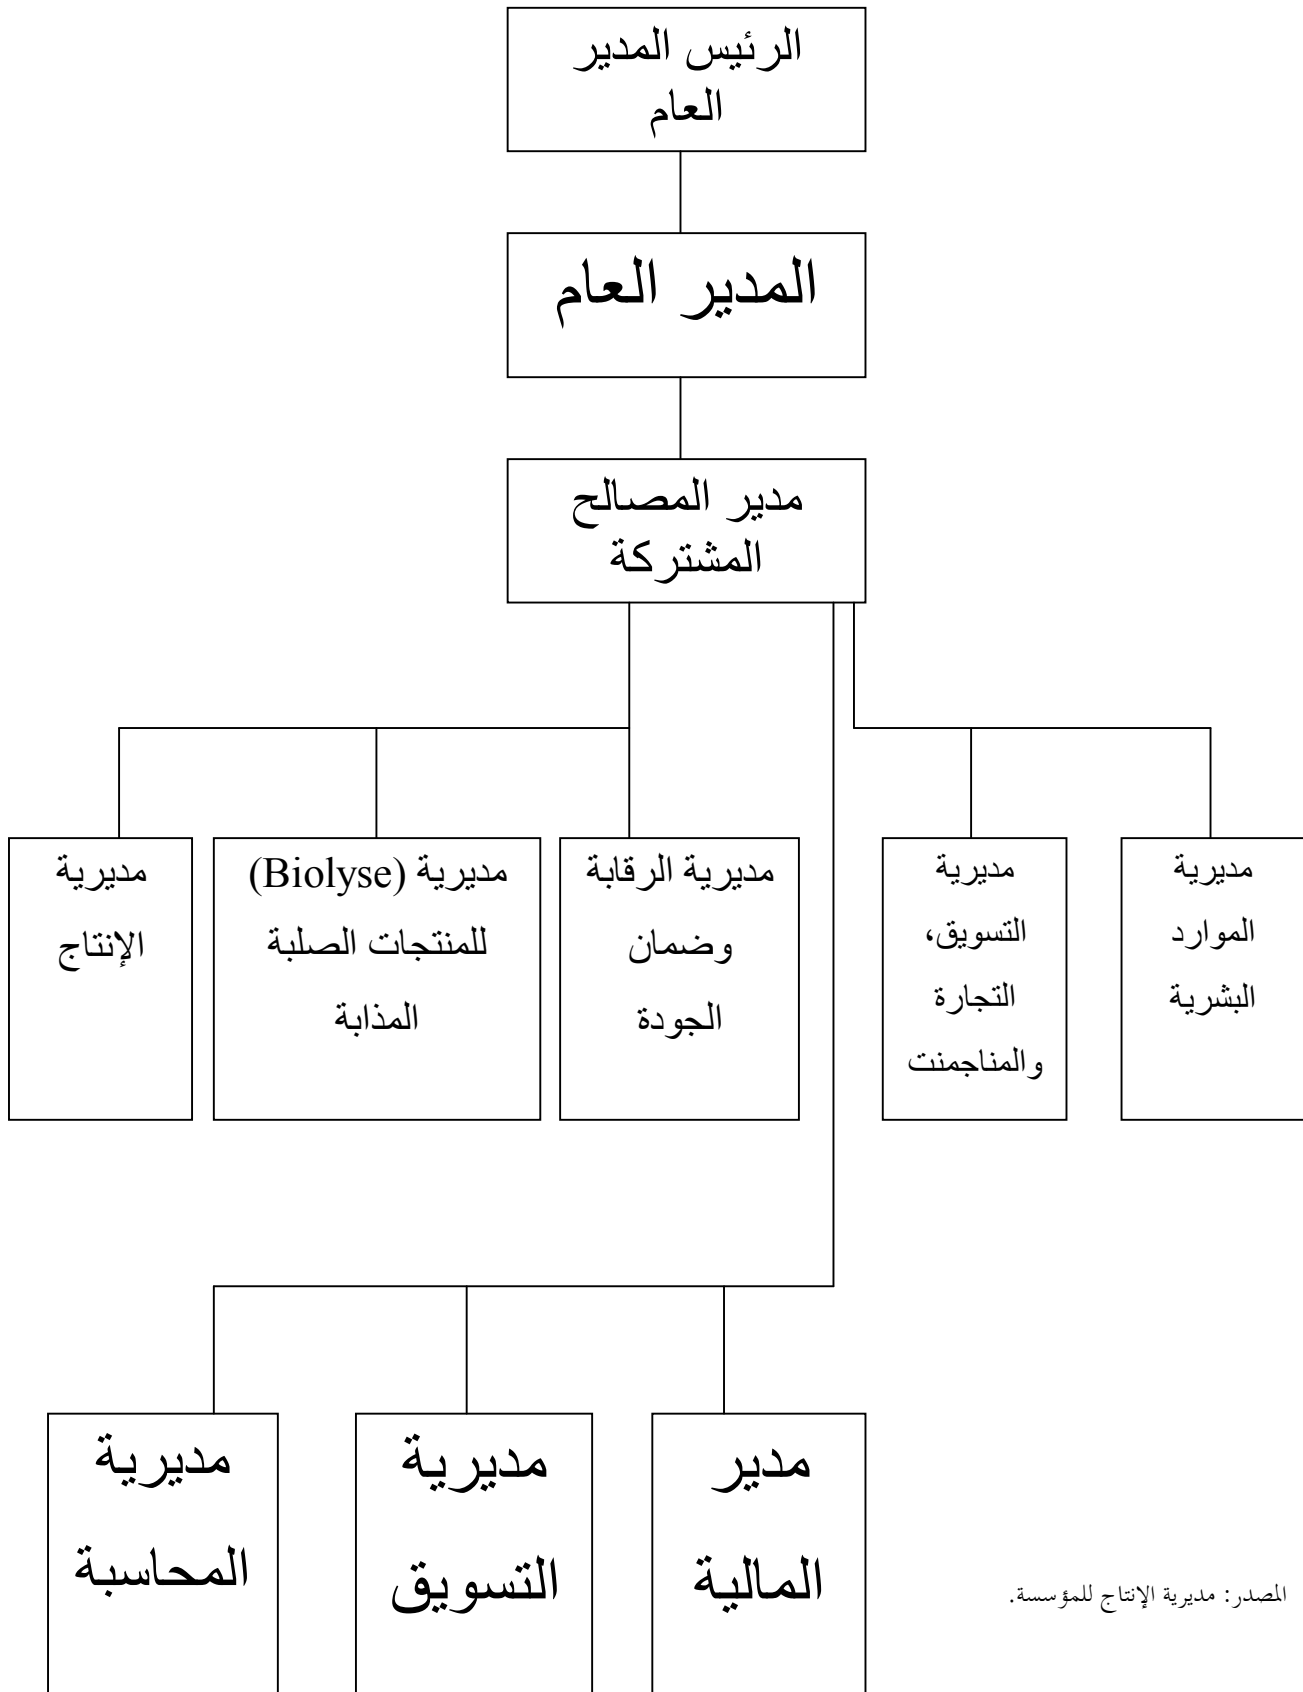 الرئيس المدير
العام
المدير العام
مدير المصالح
المشتركة
مديرية
الموارد
البشرية
مديرية
التسويق،
التجارة
والمناجمنت
مديرية الرقابة
وضمان
الجودة
مديرية (Biolyse)
للمنتجات الصلبة
المذابة
مديرية
الإنتاج
مدير
المالية
مديرية
التسويق
مديرية
المحاسبة
المصدر: مديرية الإنتاج للمؤسسة.